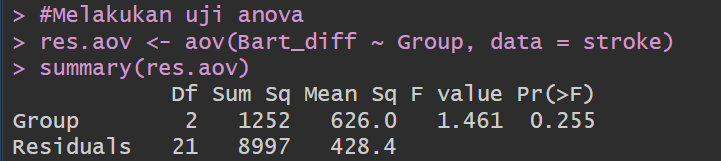 > #Melakukan uji anova
> res.aov <- aov(Bart_diff ~ Group, data = stroke)
> summary(res.aov)
            Df Sum Sq Mean Sq F value Pr(>F)
Group        2   1252   626.0   1.461  0.255
Residuals   21   8997   428.4